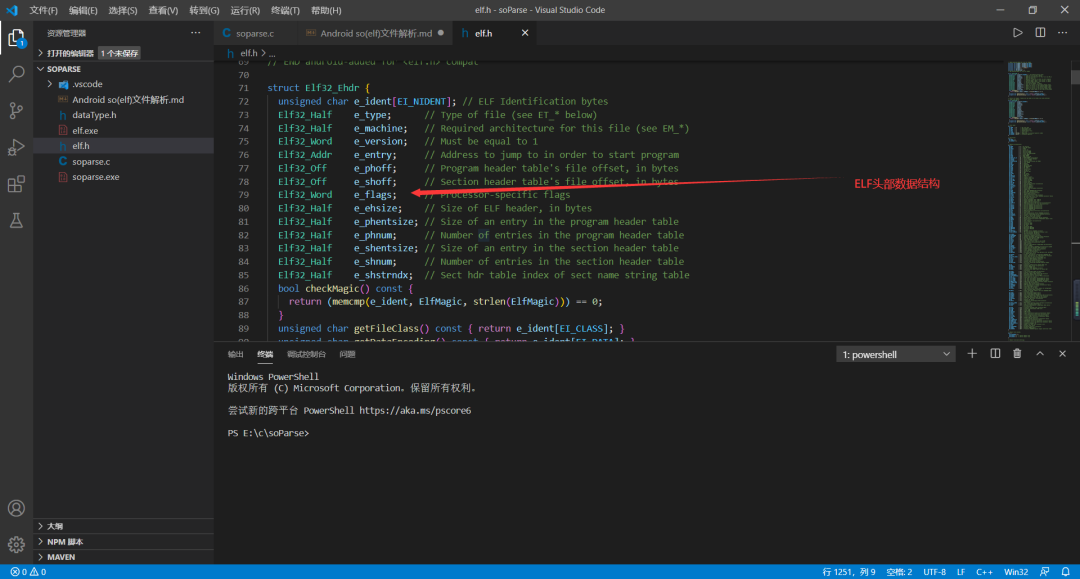 文件(F) 编辑(E) 选择(S) 查看(V) 转到(G) 运行(R) 终端(T) 帮助(H) elf.h - soParse - Visual Studio Code
资源管理器 ···
打开的编辑器 1 个未保存
SOPARSE
.vscode
Android so(elf)文件解析.md
dataType.h
elf.exe
elf.h
soparse.c
soparse.exe
大纲
NPM 脚本
MAVEN
soparse.c Android so(elf)文件解析.md elf.h
elf.h > ...
69 // END android-added for <elf.h> compat
70
71 struct Elf32_Ehdr {
72 unsigned char e_ident[EI_NIDENT]; // ELF Identification bytes
73 Elf32_Half e_type; // Type of file (see ET_* below)
74 Elf32_Half e_machine; // Required architecture for this file (see EM_*)
75 Elf32_Word e_version; // Must be equal to 1
76 Elf32_Addr e_entry; // Address to jump to in order to start program
77 Elf32_Off e_phoff; // Program header table's file offset, in bytes
78 Elf32_Off e_shoff; // Section header table's file offset, in bytes
79 Elf32_Word e_flags; // Processor-specific flags
80 Elf32_Half e_ehsize; // Size of ELF header, in bytes
81 Elf32_Half e_phentsize; // Size of an entry in the program header table
82 Elf32_Half e_phnum; // Number of entries in the program header table
83 Elf32_Half e_shentsize; // Size of an entry in the section header table
84 Elf32_Half e_shnum; // Number of entries in the section header table
85 Elf32_Half e_shstrndx; // Sect hdr table index of sect name string table
86 bool checkMagic() const {
87 return (memcmp(e_ident, ElfMagic, strlen(ElfMagic))) == 0;
88 }
89 unsigned char getFileClass() const { return e_ident[EI_CLASS]; }
90 unsigned char getDataEncoding() const { return e_ident[EI_DATA]; }
ELF头部数据结构
输出 终端 调试控制台 问题 1: powershell
Windows PowerShell
版权所有 (C) Microsoft Corporation。保留所有权利。
尝试新的跨平台 PowerShell https://aka.ms/pscore6
PS E:\c\soParse>
0 0 行 1251，列 9 空格: 2 UTF-8 LF C++ Win32